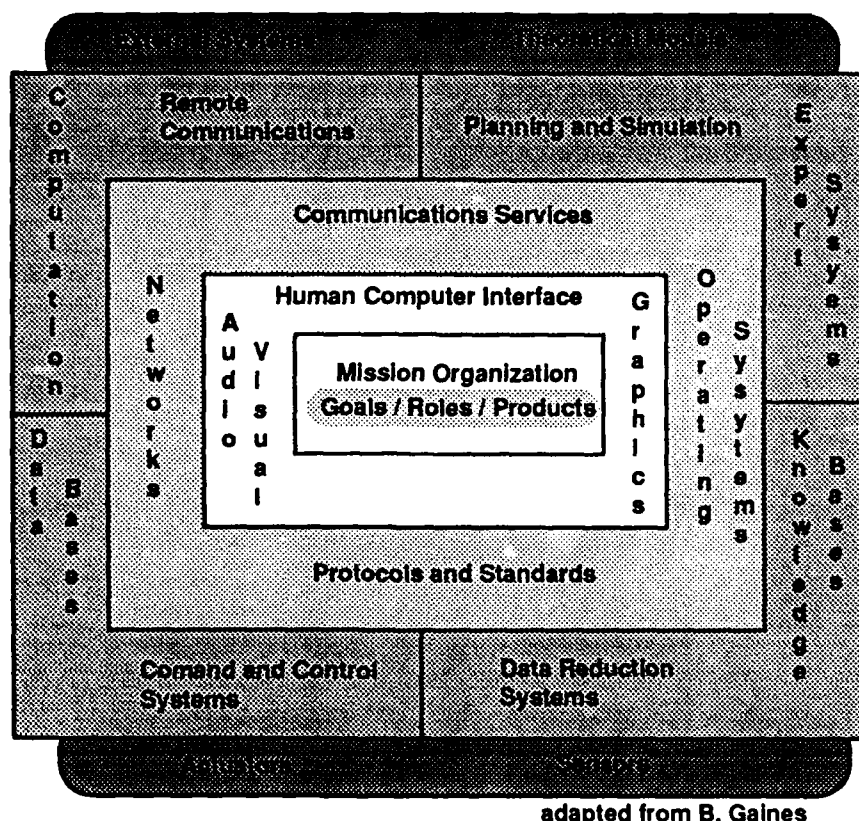 Remote
Communications
Planning and Simulation
Computation
Expert
Sysyems
Communications Services
Networks
Operating
Sysytems
Human Computer Interface
Audio
Visual
Graphics
Mission Organization
Goals / Roles / Products
Data
Bases
Knowledge
Bases
Protocols and Standards
Comand and Control
Systems
Data Reduction
Systems
adapted from B. Gaines